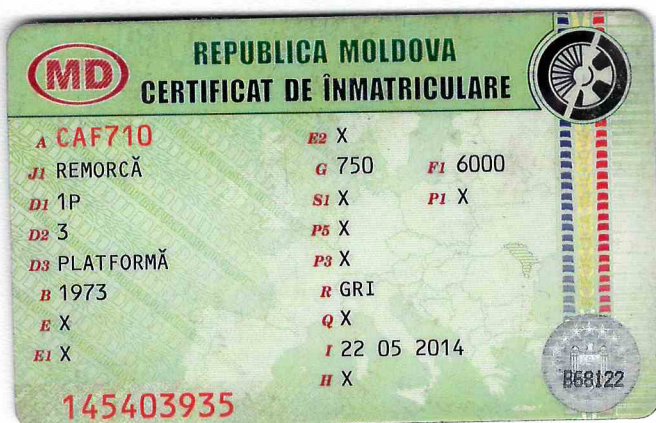 MD
REPUBLICA MOLDOVA
CERTIFICAT DE ÎNMATRICULARE
A CAF710
J1 REMORCĂ
D1 1P
D2 3
D3 PLATFORMĂ
B 1973
E X
E1 X
145403935
E2 X
G 750 F1 6000
S1 X P1 X
P5 X
P3 X
R GRI
Q X
I 22 05 2014
H X
B68122